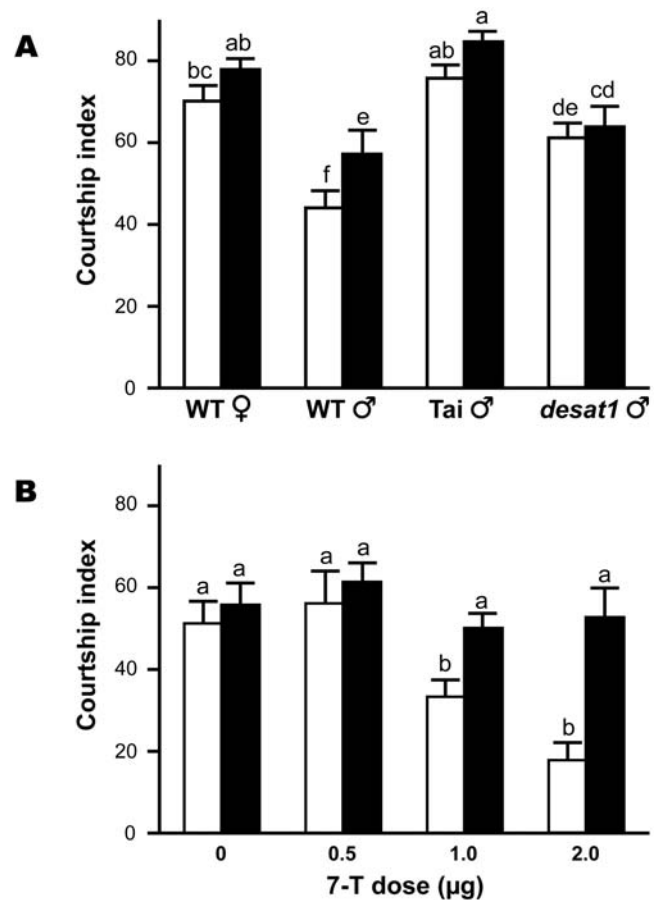 A
Courtship index
80
60
40
20
0
bc
ab
f
e
ab
a
de
cd
WT ♀
WT ♂
Tai ♂
desat1 ♂
B
Courtship index
80
60
40
20
0
a
a
a
a
b
a
b
a
0
0.5
1.0
2.0
7-T dose (µg)